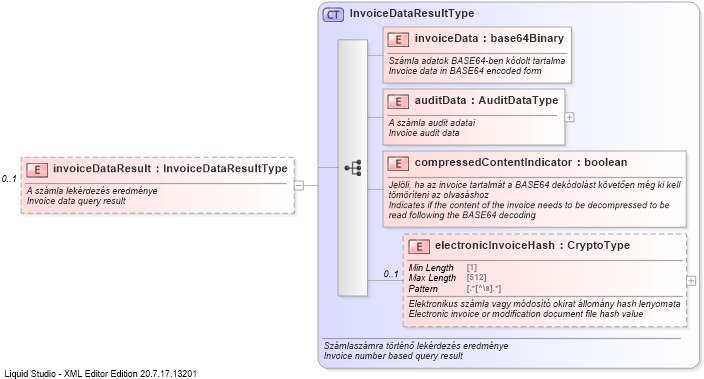 CT InvoiceDataResultType
E invoiceData : base64Binary
Számla adatok BASE64-ben kódolt tartalma
Invoice data in BASE64 encoded form
E auditData : AuditDataType
A számla audit adatai
Invoice audit data
E compressedContentIndicator : boolean
Jelöli, ha az invoice tartalmát a BASE64 dekódolást követően még ki kell
tömöríteni az olvasáshoz
Indicates if the content of the invoice needs to be decompressed to be
read following the BASE64 decoding
0..1
E invoiceDataResult : InvoiceDataResultType
A számla lekérdezés eredménye
Invoice data query result
0..1
E electronicInvoiceHash : CryptoType
Min Length [1]
Max Length [512]
Pattern [.*[^\s].*]
Elektronikus számla vagy módosító okirat állomány hash lenyomata
Electronic invoice or modification document file hash value
Számlaszámra történő lekérdezés eredménye
Invoice number based query result
Liquid Studio - XML Editor Edition 20.7.17.13201